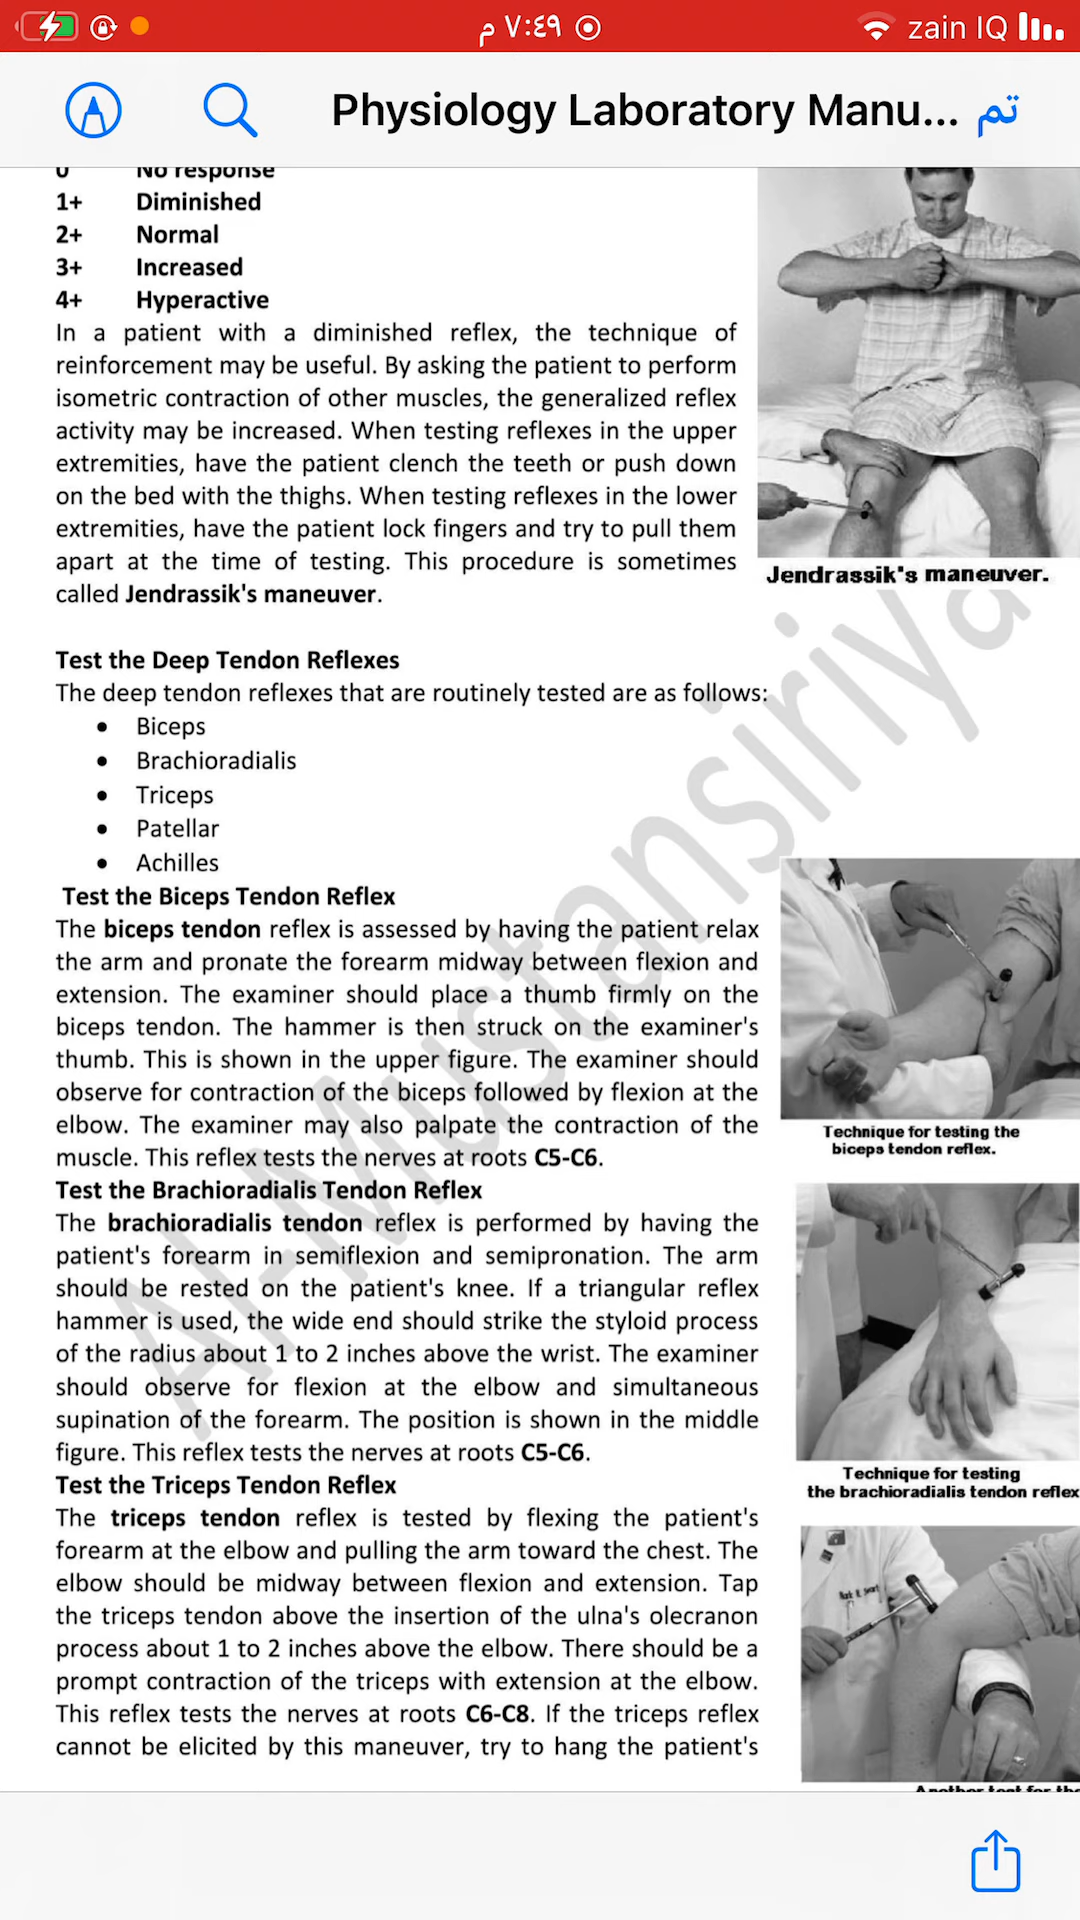 ٧:٤٩ م
zain IQ
Physiology Laboratory Manu...
تم
0 No response
1+ Diminished
2+ Normal
3+ Increased
4+ Hyperactive
In a patient with a diminished reflex, the technique of
reinforcement may be useful. By asking the patient to perform
isometric contraction of other muscles, the generalized reflex
activity may be increased. When testing reflexes in the upper
extremities, have the patient clench the teeth or push down
on the bed with the thighs. When testing reflexes in the lower
extremities, have the patient lock fingers and try to pull them
apart at the time of testing. This procedure is sometimes
called Jendrassik's maneuver.
Jendrassik's maneuver.
Test the Deep Tendon Reflexes
The deep tendon reflexes that are routinely tested are as follows:
• Biceps
• Brachioradialis
• Triceps
• Patellar
• Achilles
Test the Biceps Tendon Reflex
The biceps tendon reflex is assessed by having the patient relax
the arm and pronate the forearm midway between flexion and
extension. The examiner should place a thumb firmly on the
biceps tendon. The hammer is then struck on the examiner's
thumb. This is shown in the upper figure. The examiner should
observe for contraction of the biceps followed by flexion at the
elbow. The examiner may also palpate the contraction of the
muscle. This reflex tests the nerves at roots C5-C6.
Technique for testing the
biceps tendon reflex.
Test the Brachioradialis Tendon Reflex
The brachioradialis tendon reflex is performed by having the
patient's forearm in semiflexion and semipronation. The arm
should be rested on the patient's knee. If a triangular reflex
hammer is used, the wide end should strike the styloid process
of the radius about 1 to 2 inches above the wrist. The examiner
should observe for flexion at the elbow and simultaneous
supination of the forearm. The position is shown in the middle
figure. This reflex tests the nerves at roots C5-C6.
Technique for testing
the brachioradialis tendon reflex
Test the Triceps Tendon Reflex
The triceps tendon reflex is tested by flexing the patient's
forearm at the elbow and pulling the arm toward the chest. The
elbow should be midway between flexion and extension. Tap
the triceps tendon above the insertion of the ulna's olecranon
process about 1 to 2 inches above the elbow. There should be a
prompt contraction of the triceps with extension at the elbow.
This reflex tests the nerves at roots C6-C8. If the triceps reflex
cannot be elicited by this maneuver, try to hang the patient's
Another test for the
Al-Mustansiriya